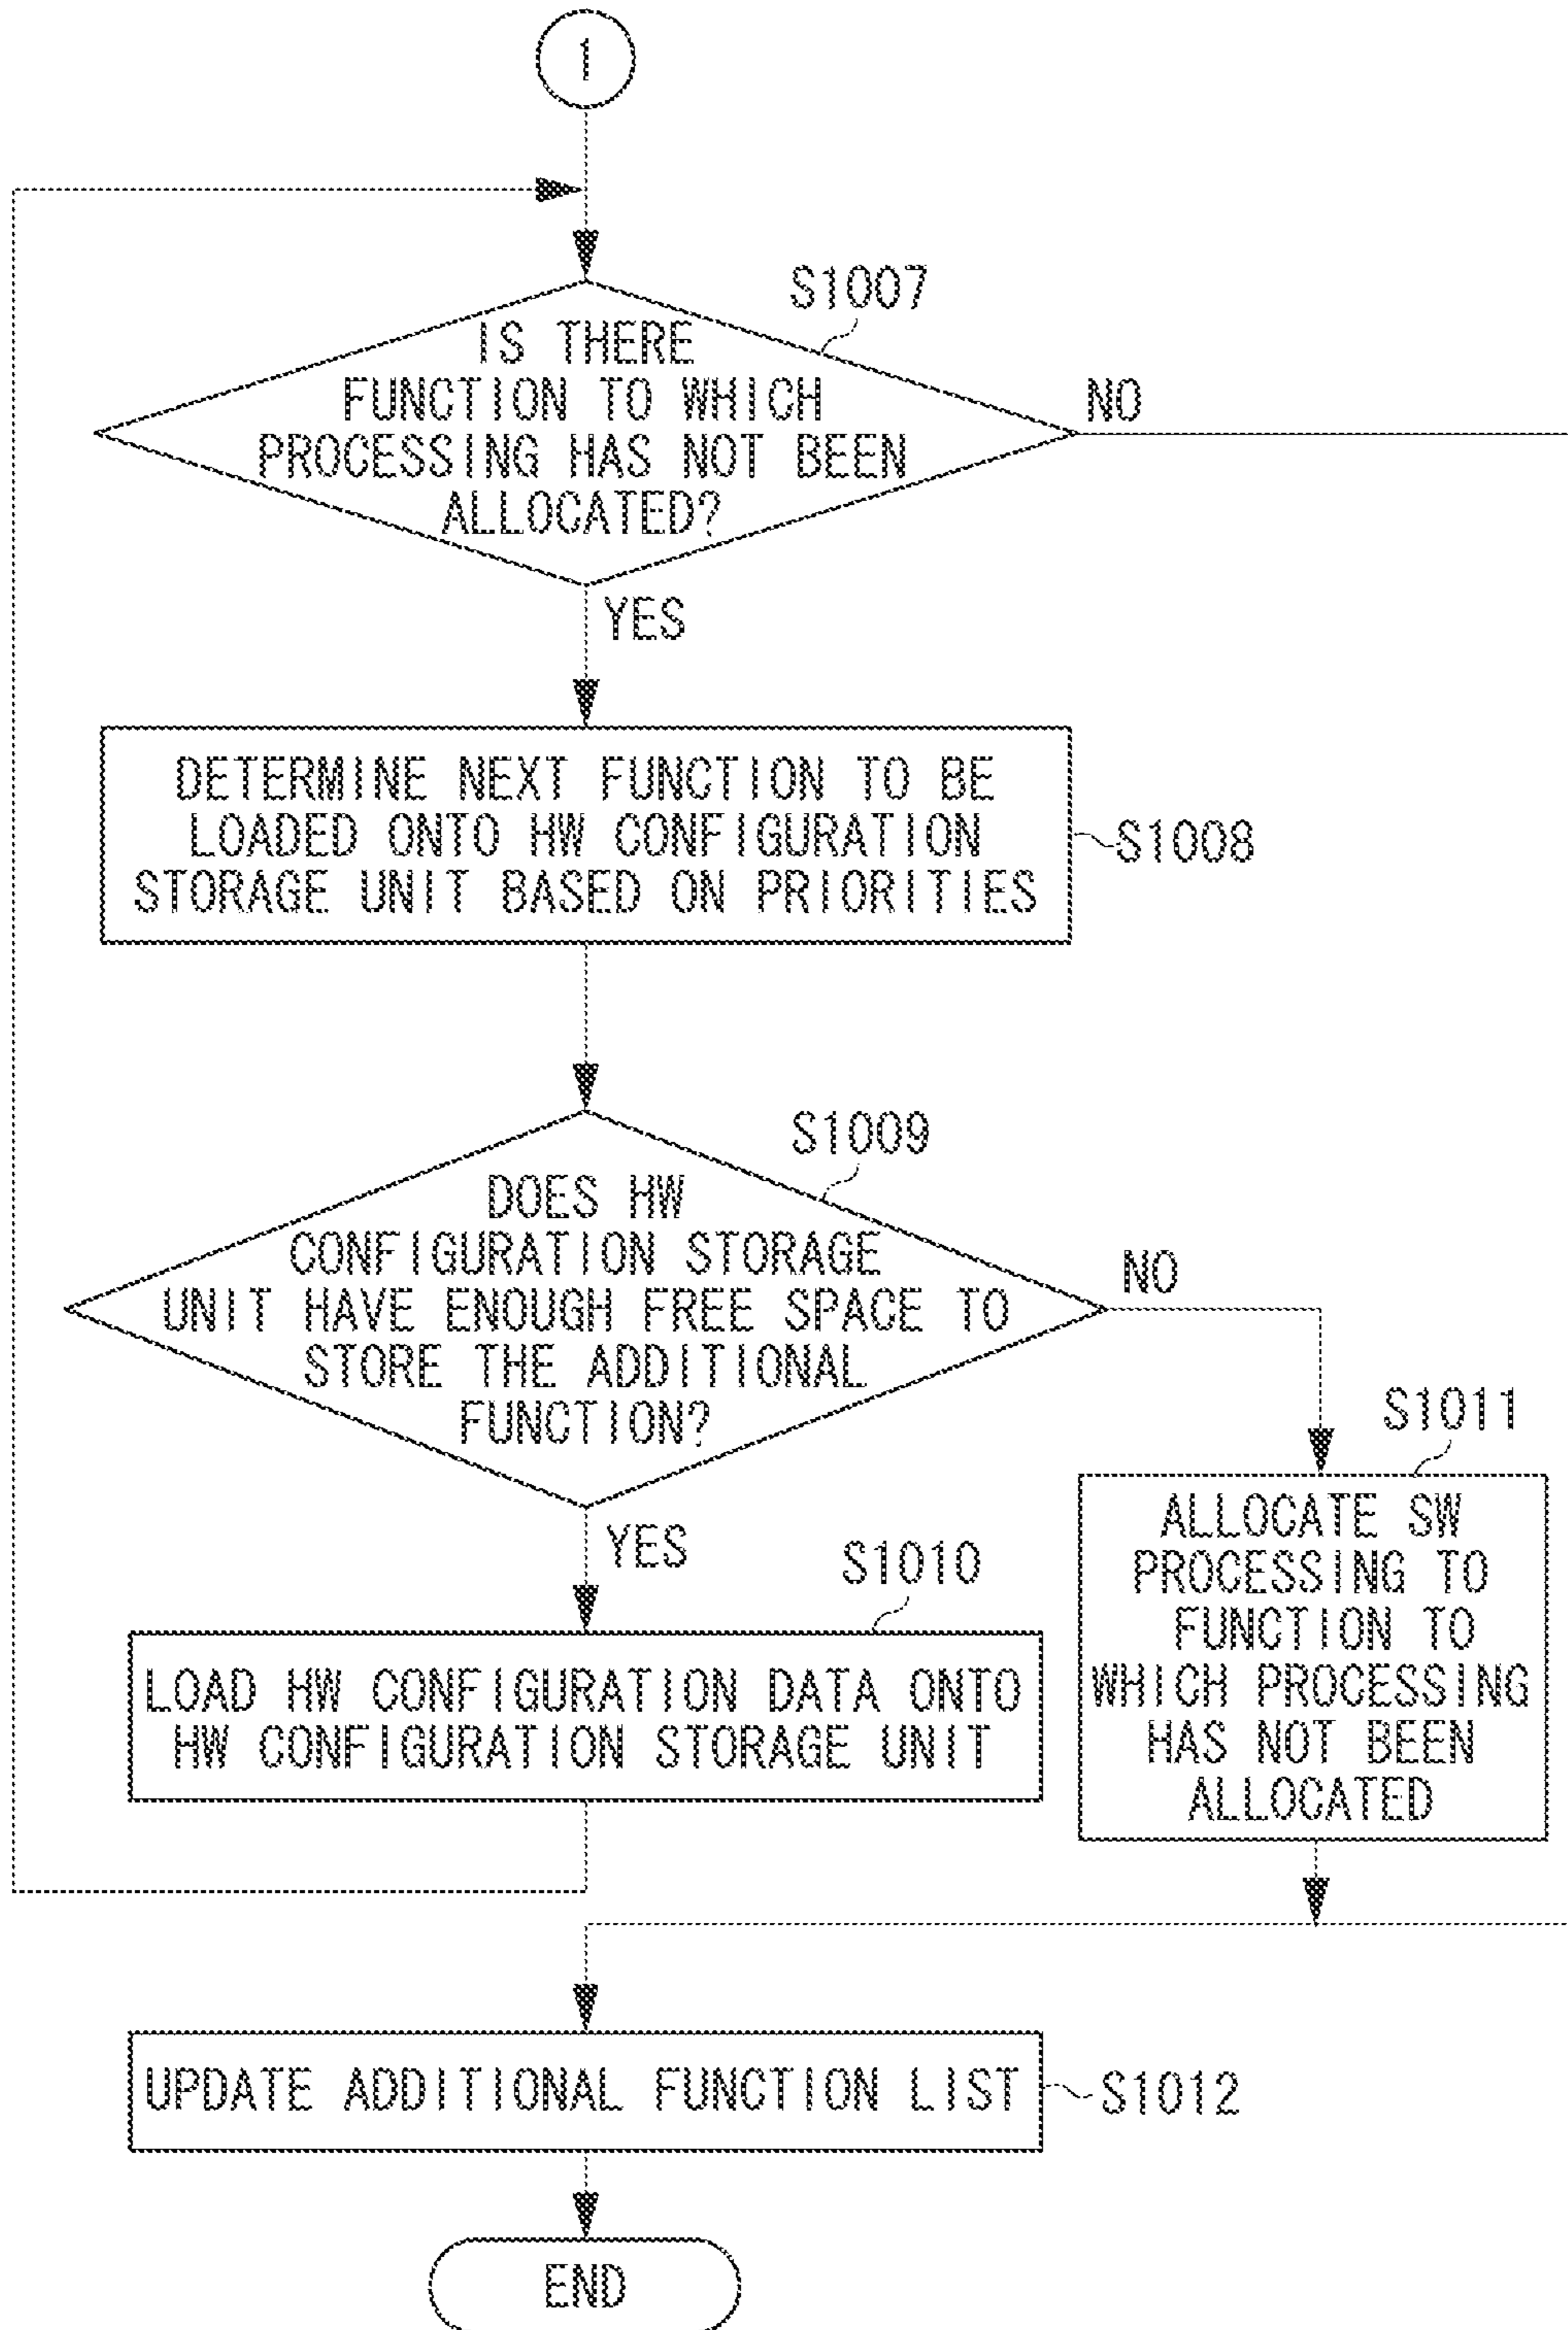 1
S1007
IS THERE
FUNCTION TO WHICH
PROCESSING HAS NOT BEEN
ALLOCATED?
NO
YES
DETERMINE NEXT FUNCTION TO BE
LOADED ONTO HW CONFIGURATION
STORAGE UNIT BASED ON PRIORITIES
S1008
S1009
DOES HW
CONFIGURATION STORAGE
UNIT HAVE ENOUGH FREE SPACE TO
STORE THE ADDITIONAL
FUNCTION?
NO
YES
S1010
LOAD HW CONFIGURATION DATA ONTO
HW CONFIGURATION STORAGE UNIT
S1011
ALLOCATE SW
PROCESSING TO
FUNCTION TO
WHICH PROCESSING
HAS NOT BEEN
ALLOCATED
UPDATE ADDITIONAL FUNCTION LIST
S1012
END